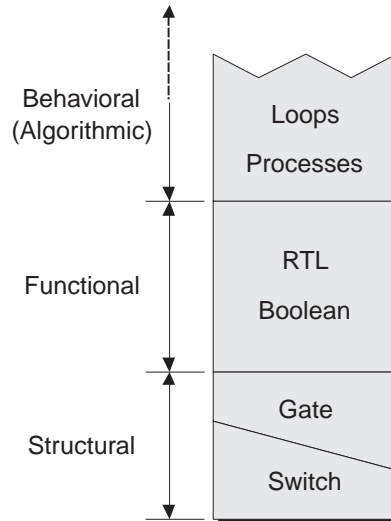 Behavioral
(Algorithmic)
Loops
Processes
Functional
RTL
Boolean
Structural
Gate
Switch